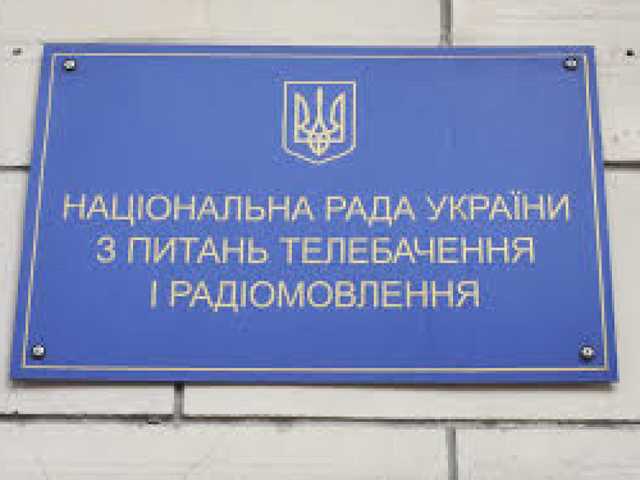 НАЦІОНАЛЬНА РАДА УКРАЇНИ
З ПИТАНЬ ТЕЛЕБАЧЕННЯ
І РАДІОМОВЛЕННЯ